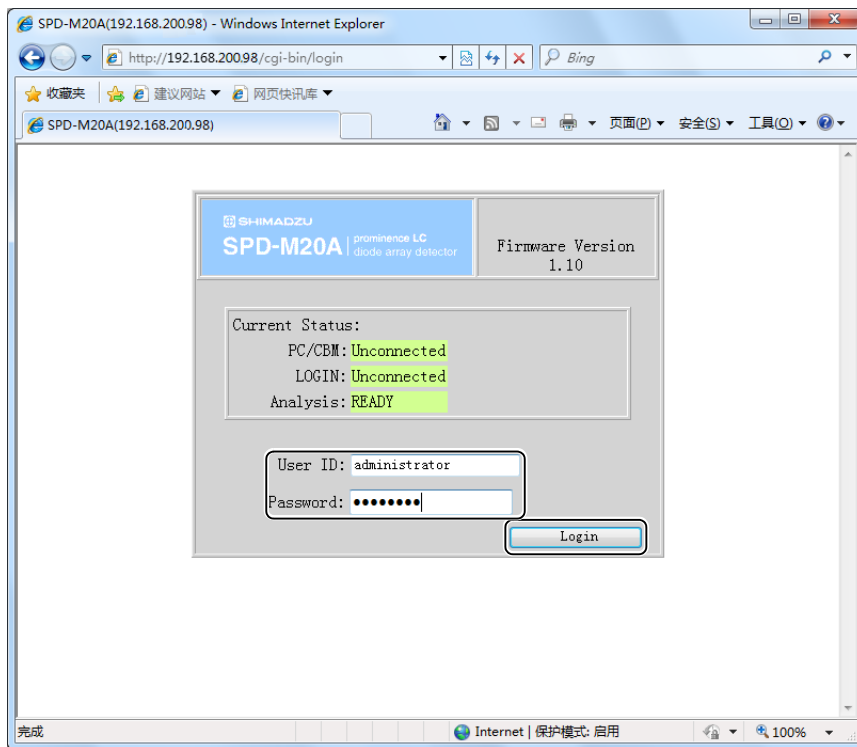 SPD-M20A(192.168.200.98) - Windows Internet Explorer
http://192.168.200.98/cgi-bin/login
Bing
收藏夹 建议网站 网页快讯库
SPD-M20A(192.168.200.98) 页面(P) 安全(S) 工具(O)
SHIMADZU
SPD-M20A prominence LC
diode array detector
Firmware Version
1.10
Current Status:
PC/CBM: Unconnected
LOGIN: Unconnected
Analysis: READY
User ID: administrator
Password: ●●●●●●●●
Login
完成 Internet | 保护模式: 启用 100%